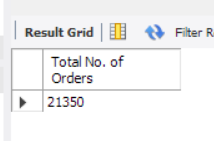 Result Grid Filter R
Total No. of
Orders
21350